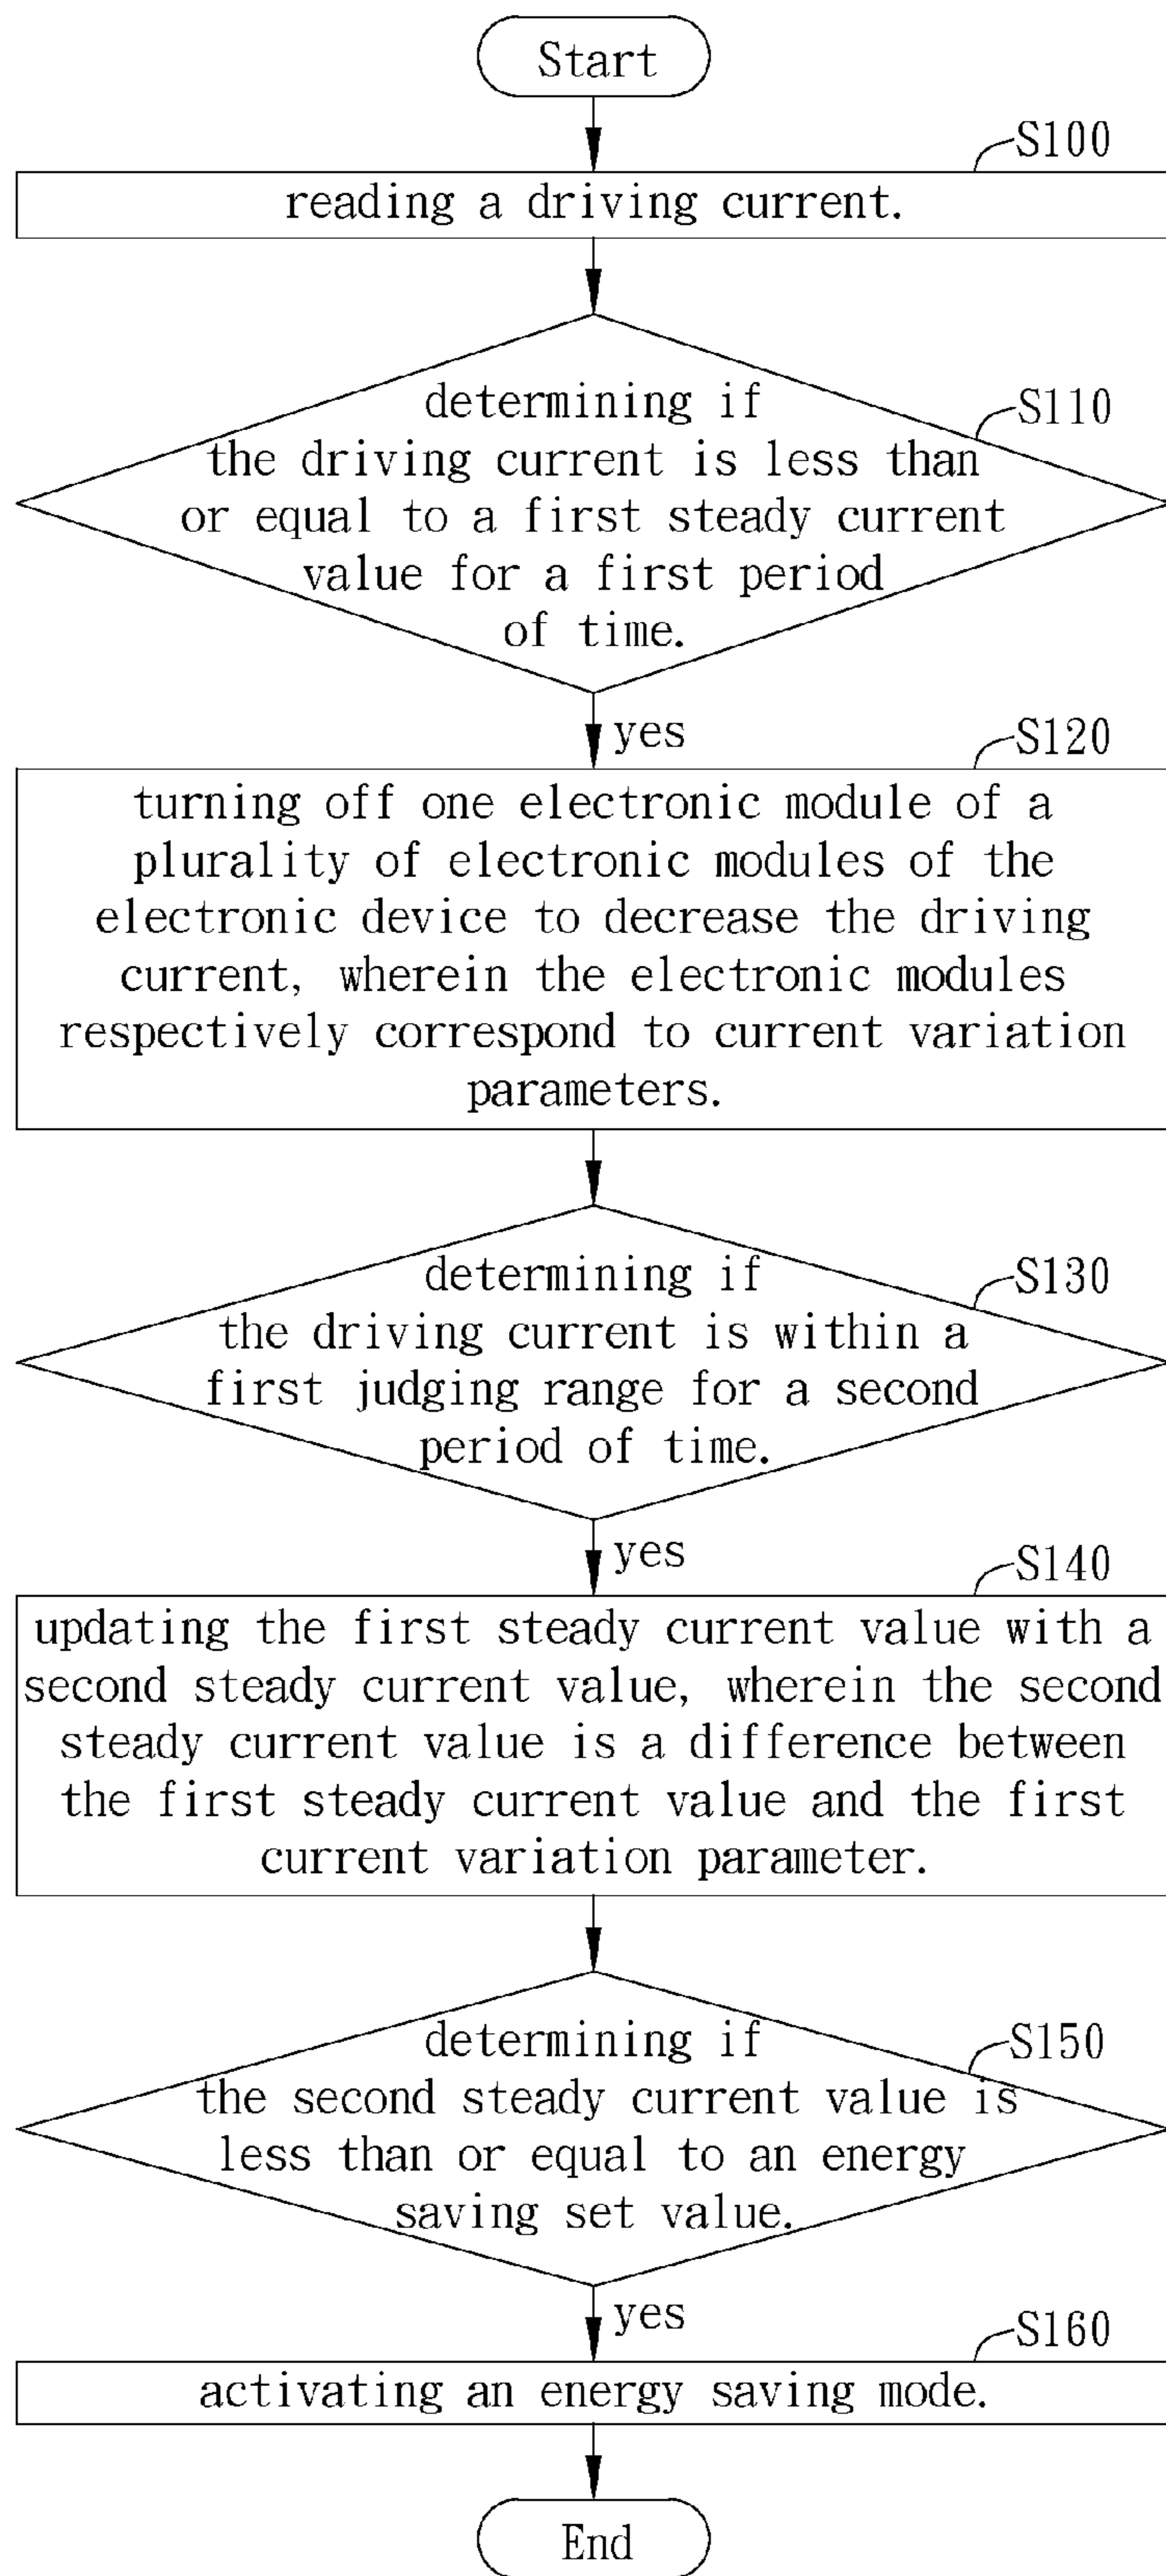 Start
S100
reading a driving current.
S110
determining if
the driving current is less than
or equal to a first steady current
value for a first period
of time.
yes
S120
turning off one electronic module of a
plurality of electronic modules of the
electronic device to decrease the driving
current, wherein the electronic modules
respectively correspond to current variation
parameters.
S130
determining if
the driving current is within a
first judging range for a second
period of time.
yes
S140
updating the first steady current value with a
second steady current value, wherein the second
steady current value is a difference between
the first steady current value and the first
current variation parameter.
S150
determining if
the second steady current value is
less than or equal to an energy
saving set value.
yes
S160
activating an energy saving mode.
End